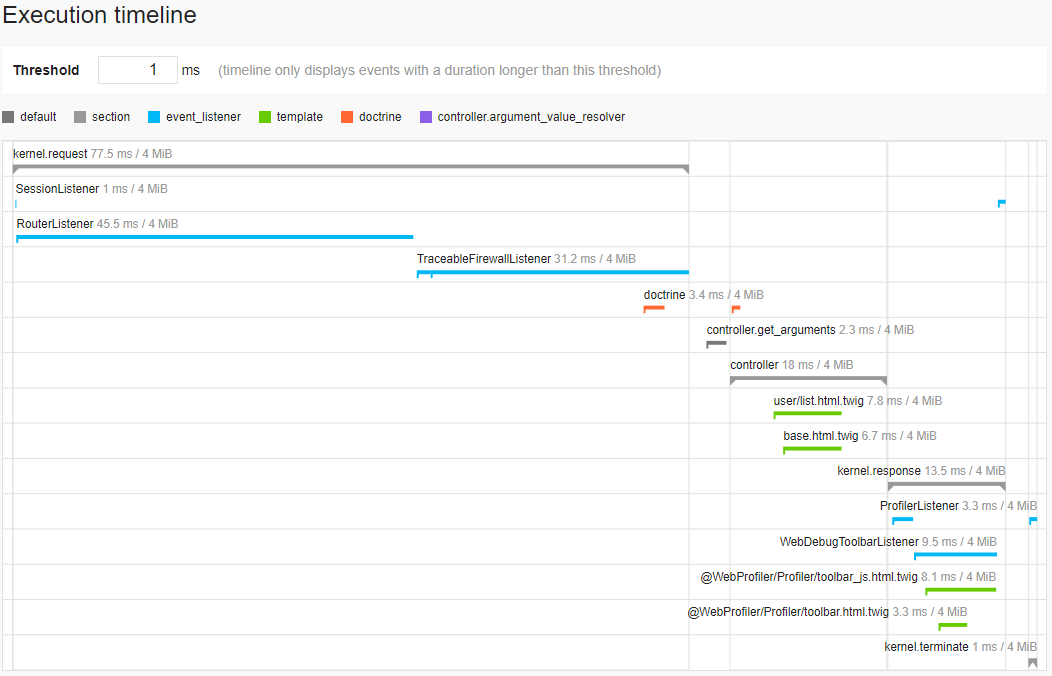 Execution timeline
Threshold 1 ms (timeline only displays events with a duration longer than this threshold)
default section event_listener template doctrine controller.argument_value_resolver
kernel.request 77.5 ms / 4 MiB
SessionListener 1 ms / 4 MiB
RouterListener 45.5 ms / 4 MiB
TraceableFirewallListener 31.2 ms / 4 MiB
doctrine 3.4 ms / 4 MiB
controller.get_arguments 2.3 ms / 4 MiB
controller 18 ms / 4 MiB
user/list.html.twig 7.8 ms / 4 MiB
base.html.twig 6.7 ms / 4 MiB
kernel.response 13.5 ms / 4 MiB
ProfilerListener 3.3 ms / 4 MiB
WebDebugToolbarListener 9.5 ms / 4 MiB
@WebProfiler/Profiler/toolbar_js.html.twig 8.1 ms / 4 MiB
@WebProfiler/Profiler/toolbar.html.twig 3.3 ms / 4 MiB
kernel.terminate 1 ms / 4 MiB